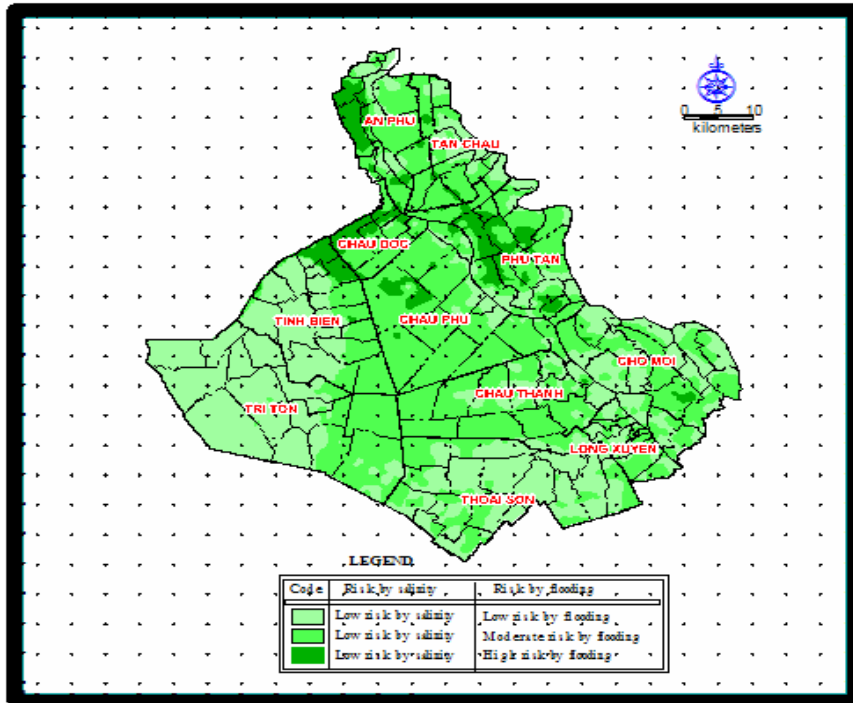 0 5 10
kilometers
AN PHU
TAN CHAU
CHAU DOC
PHU TAN
TINH BIEN
CHAU PHU
CHO MOI
CHAU THANH
TRI TON
LONG XUYEN
THOAI SON
LEGEND
Code Risk by salinity Risk by flooding
Low risk by salinity Low risk by flooding
Low risk by salinity Moderate risk by flooding
Low risk by salinity High risk by flooding